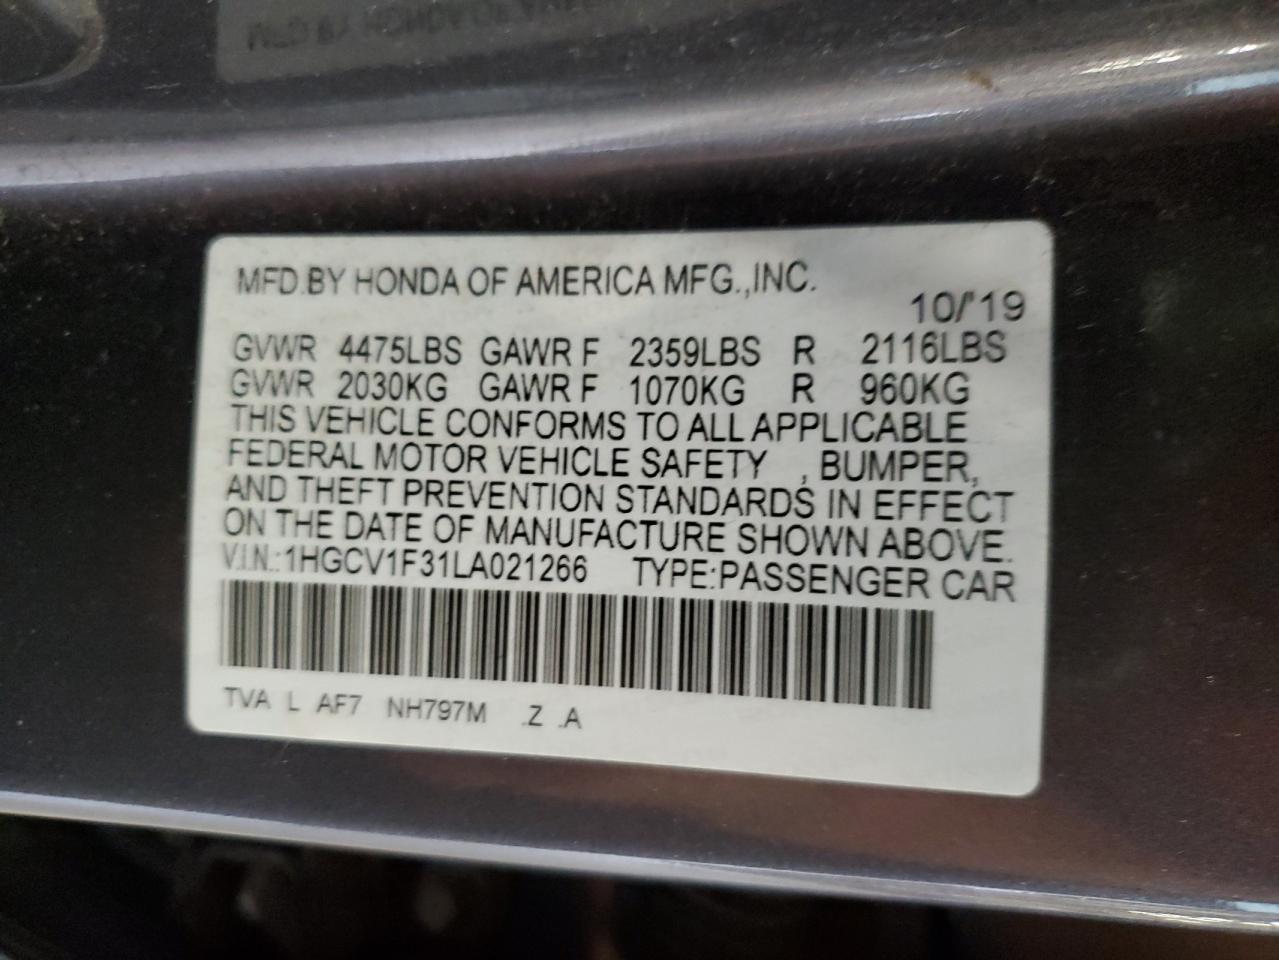 MFD.BY HONDA OF AMERICA MFG.,INC.
10/'19
GVWR 4475LBS GAWR F 2359LBS R 2116LBS
GVWR 2030KG GAWR F 1070KG R 960KG
THIS VEHICLE CONFORMS TO ALL APPLICABLE
FEDERAL MOTOR VEHICLE SAFETY , BUMPER,
AND THEFT PREVENTION STANDARDS IN EFFECT
ON THE DATE OF MANUFACTURE SHOWN ABOVE.
V.I.N.:1HGCV1F31LA021266 TYPE:PASSENGER CAR
TVA L AF7 NH797M .Z .A